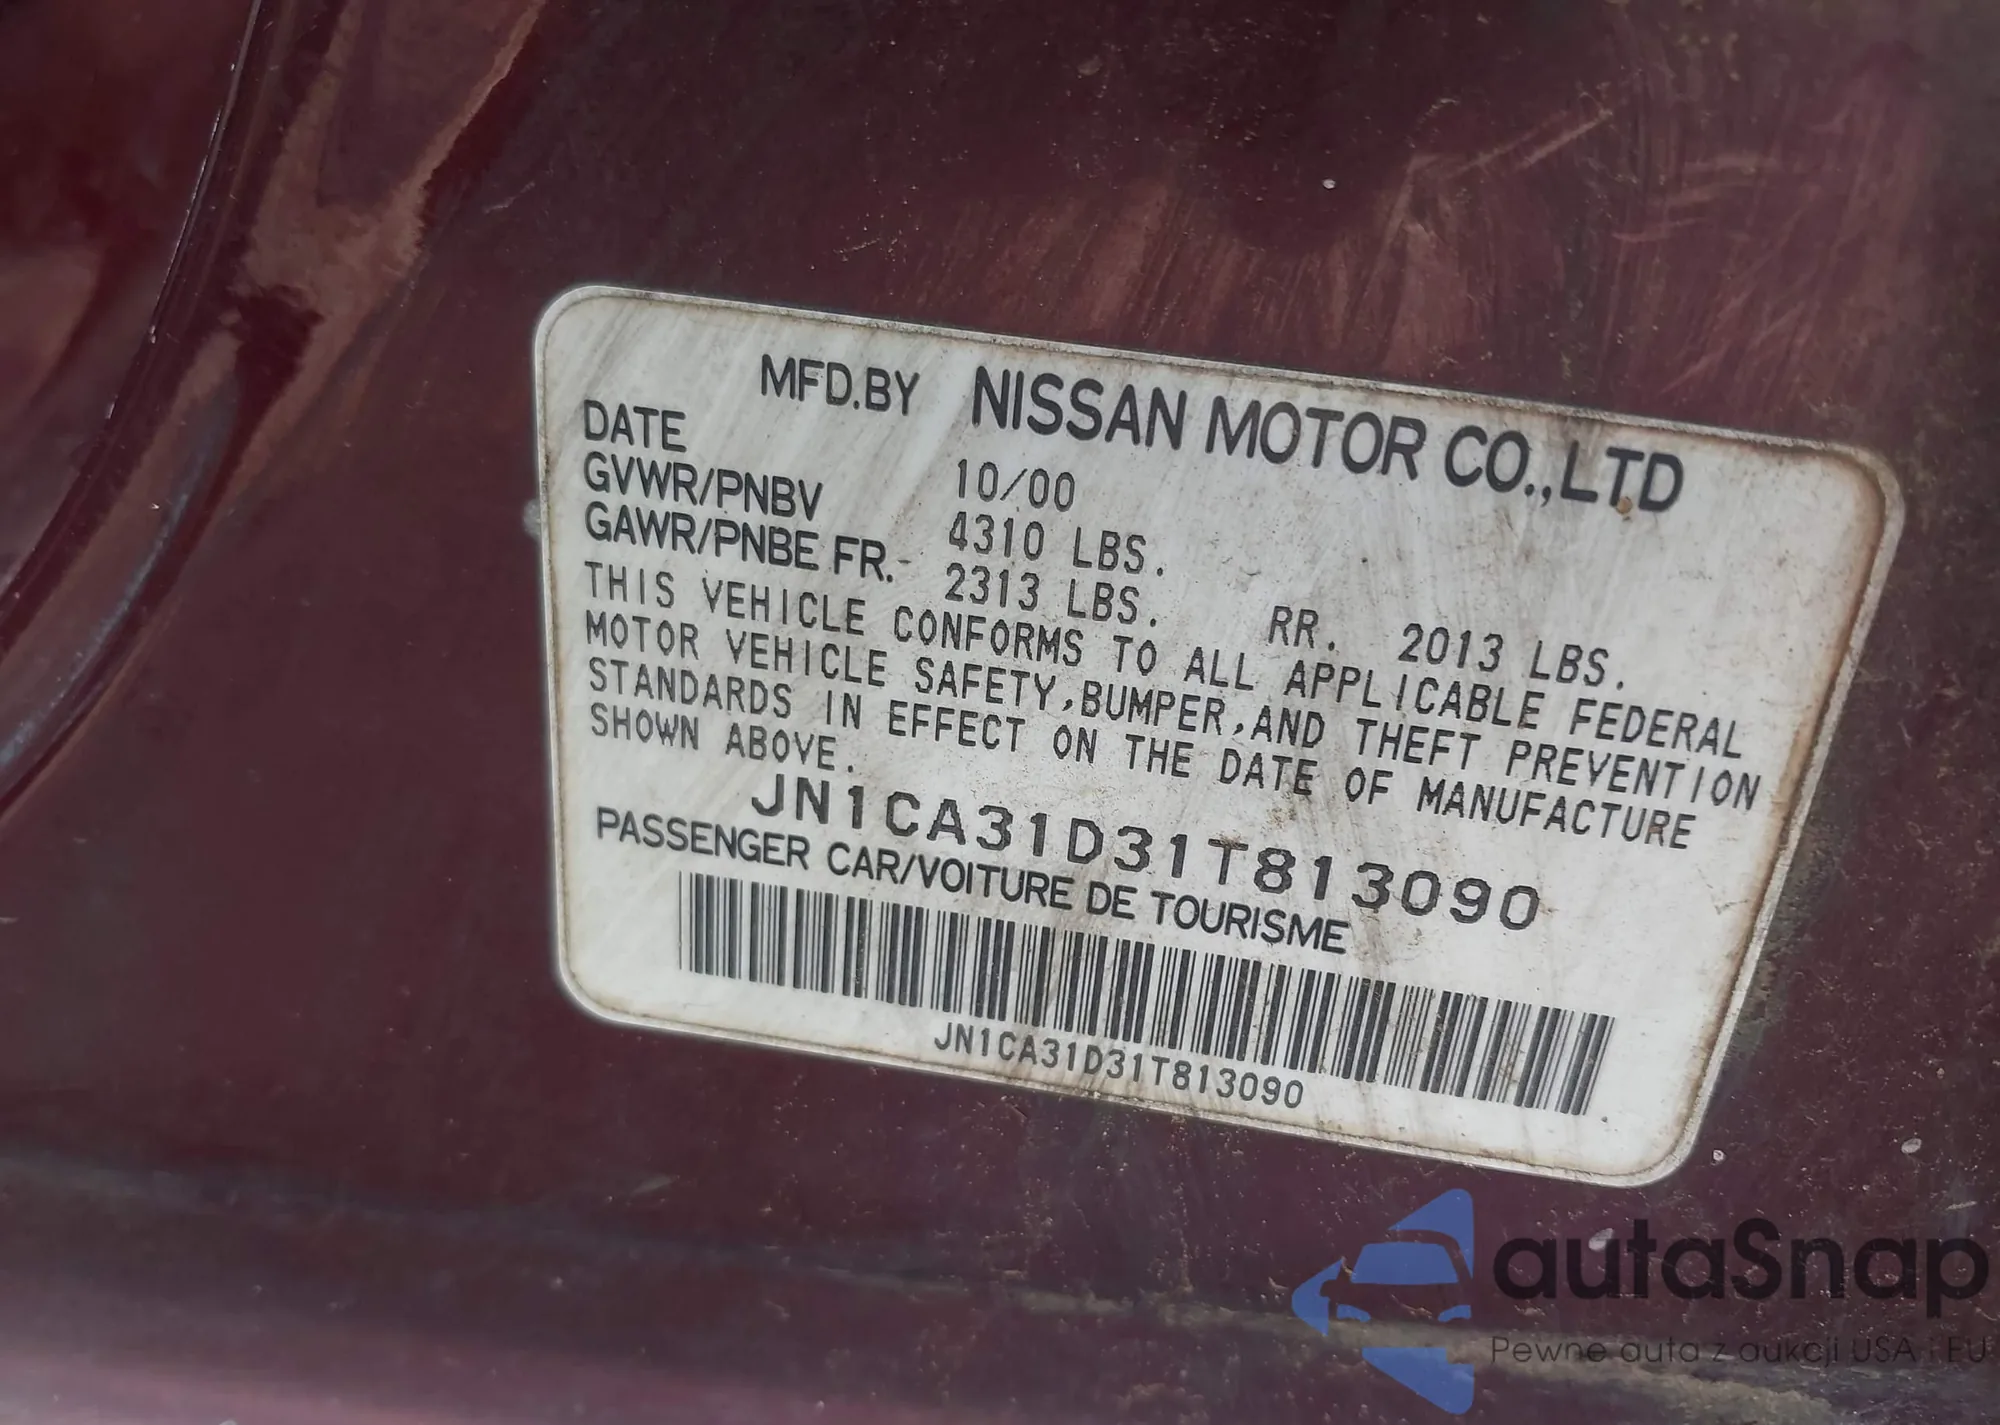 MFD.BY NISSAN MOTOR CO.,LTD
DATE 10/00
GVWR/PNBV 4310 LBS.
GAWR/PNBE FR. 2313 LBS. RR. 2013 LBS.
THIS VEHICLE CONFORMS TO ALL APPLICABLE FEDERAL
MOTOR VEHICLE SAFETY,BUMPER,AND THEFT PREVENTION
STANDARDS IN EFFECT ON THE DATE OF MANUFACTURE
SHOWN ABOVE.
JN1CA31D31T813090
PASSENGER CAR/VOITURE DE TOURISME
JN1CA31D31T813090
autaSnap
Pewne auta z aukcji USA i EU